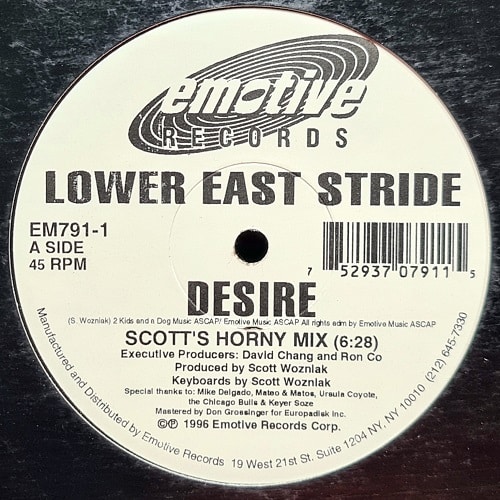 emotive
RECORDS
LOWER EAST STRIDE
EM791-1
A SIDE
45 RPM
7 52937 07911 5
DESIRE
(S. Wozniak) 2 Kids and a Dog Music ASCAP/ Emotive Music ASCAP All rights adm by Emotive Music ASCAP
SCOTT'S HORNY MIX (6:28)
Executive Producers: David Chang and Ron Co
Produced by Scott Wozniak
Keyboards by Scott Wozniak
Special thanks to: Mike Delgado, Mateo & Matos, Ursula Coyote,
the Chicago Bulls & Keyer Soze
Mastered by Don Grossinger for Europadisk Inc.
©℗ 1996 Emotive Records Corp.
Manufactured and Distributed by Emotive Records 19 West 21st St. Suite 1204 NY, NY 10010 (212) 645-7330